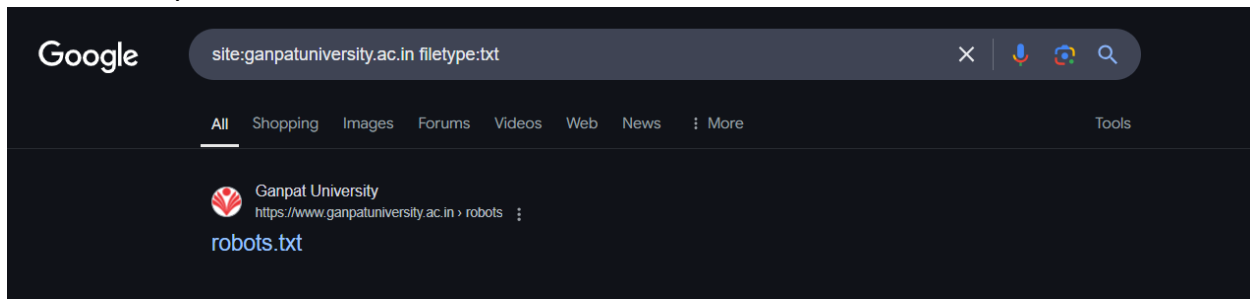 Google
site:ganpatuniversity.ac.in filetype:txt
All Shopping Images Forums Videos Web News More Tools
Ganpat University
https://www.ganpatuniversity.ac.in › robots
robots.txt